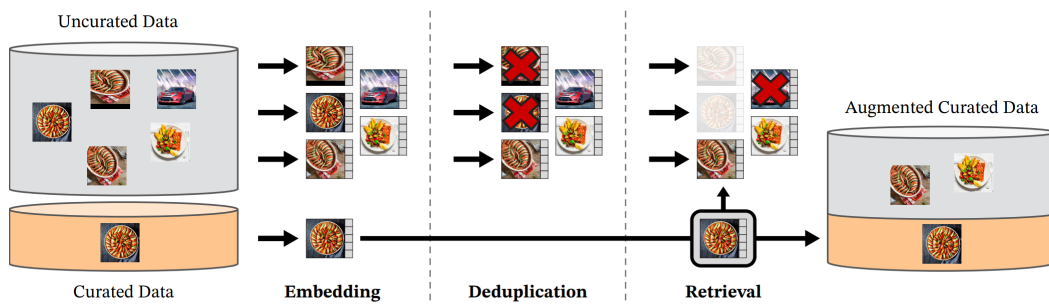 Uncurated Data
Augmented Curated Data
Curated Data
Embedding
Deduplication
Retrieval